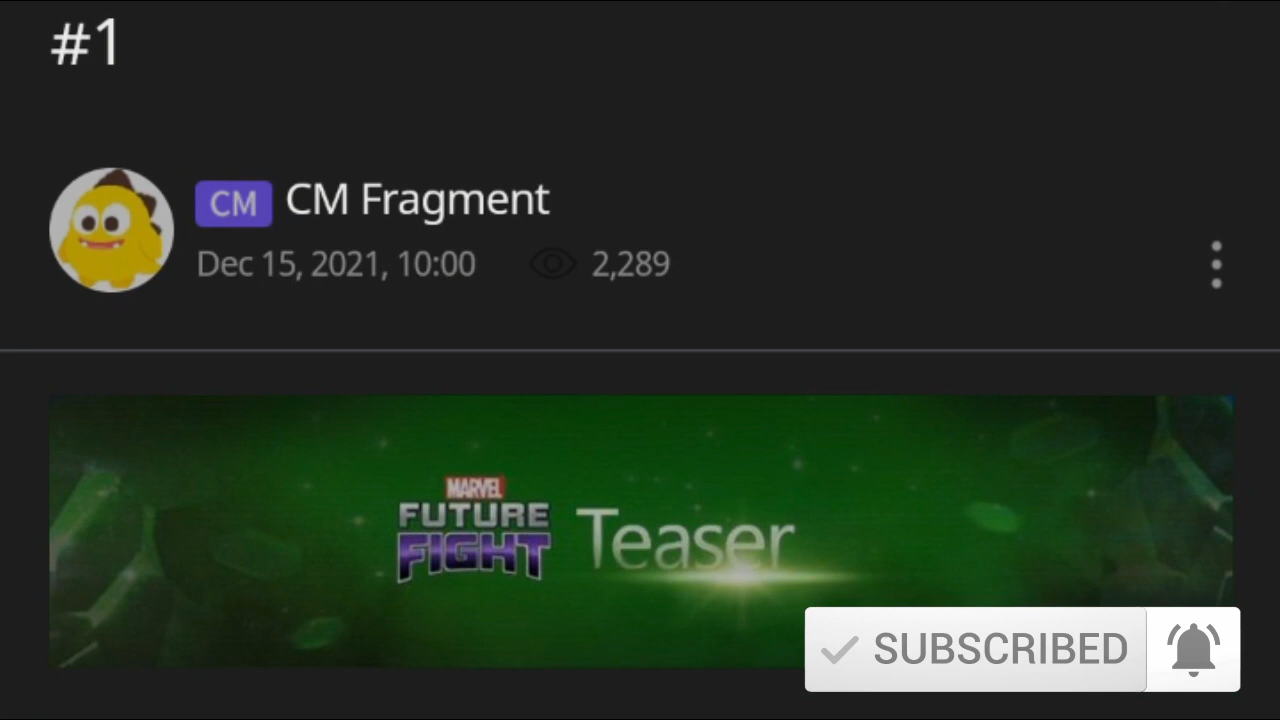 #1
CM CM Fragment
Dec 15, 2021, 10:00 2,289
MARVEL
FUTURE
FIGHT
Teaser
SUBSCRIBED